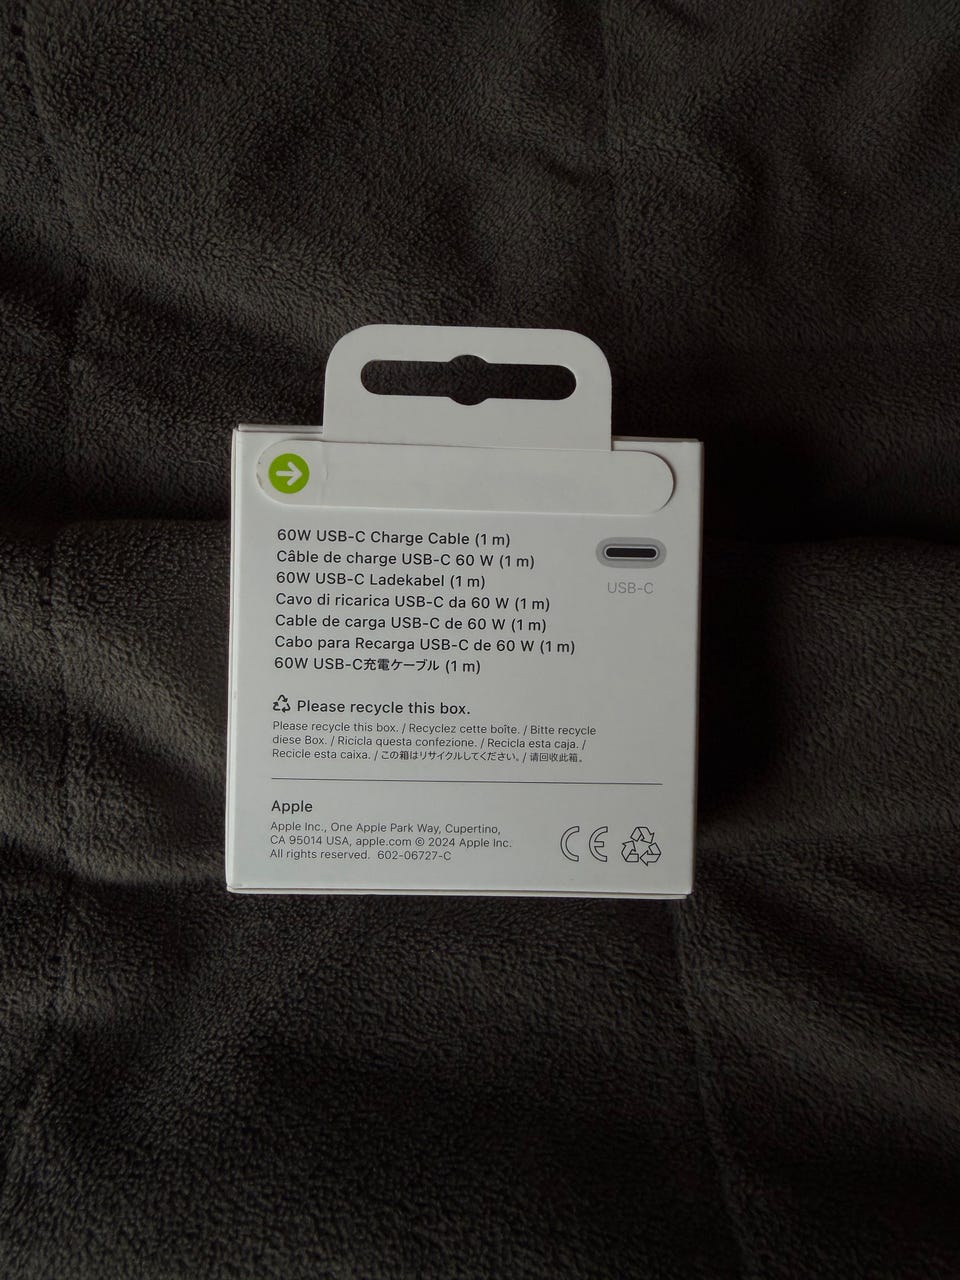 60W USB-C Charge Cable (1 m)
Câble de charge USB-C 60 W (1 m)
60W USB-C Ladekabel (1 m)
Cavo di ricarica USB-C da 60 W (1 m)
Cable de carga USB-C de 60 W (1 m)
Cabo para Recarga USB-C de 60 W (1 m)
60W USB-C充電ケーブル (1 m)
USB-C
Please recycle this box.
Please recycle this box. / Recyclez cette boîte. / Bitte recycle
diese Box. / Ricicla questa confezione. / Recicla esta caja. /
Recicle esta caixa. / この箱はリサイクルしてください。/ 请回收此箱。
Apple
Apple Inc., One Apple Park Way, Cupertino,
CA 95014 USA, apple.com © 2024 Apple Inc.
All rights reserved. 602-06727-C
CE